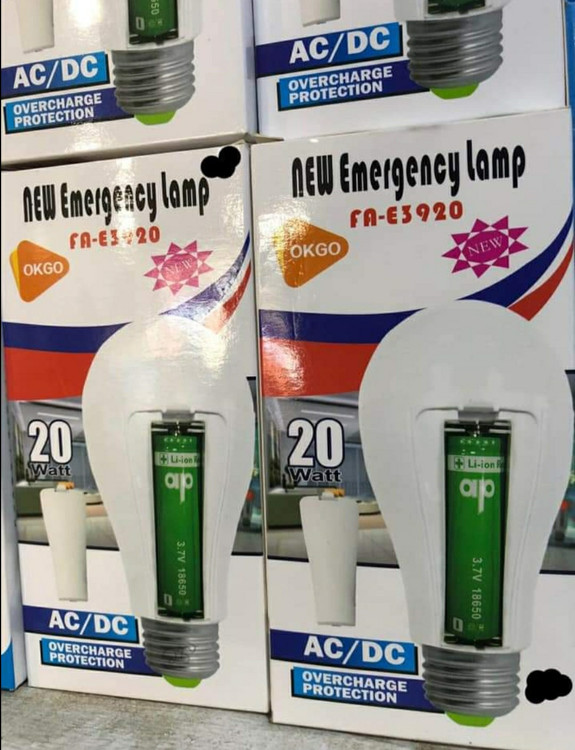 AC/DC
OVERCHARGE
PROTECTION
AC/DC
OVERCHARGE
PROTECTION
NEW Emergency Lamp
FA-E3920
OKGO
NEW
20
Watt
Li-ion
3.7V 18650
AC/DC
OVERCHARGE
PROTECTION
NEW Emergency Lamp
FA-E3920
OKGO
NEW
20
Watt
Li-ion
3.7V 18650
AC/DC
OVERCHARGE
PROTECTION